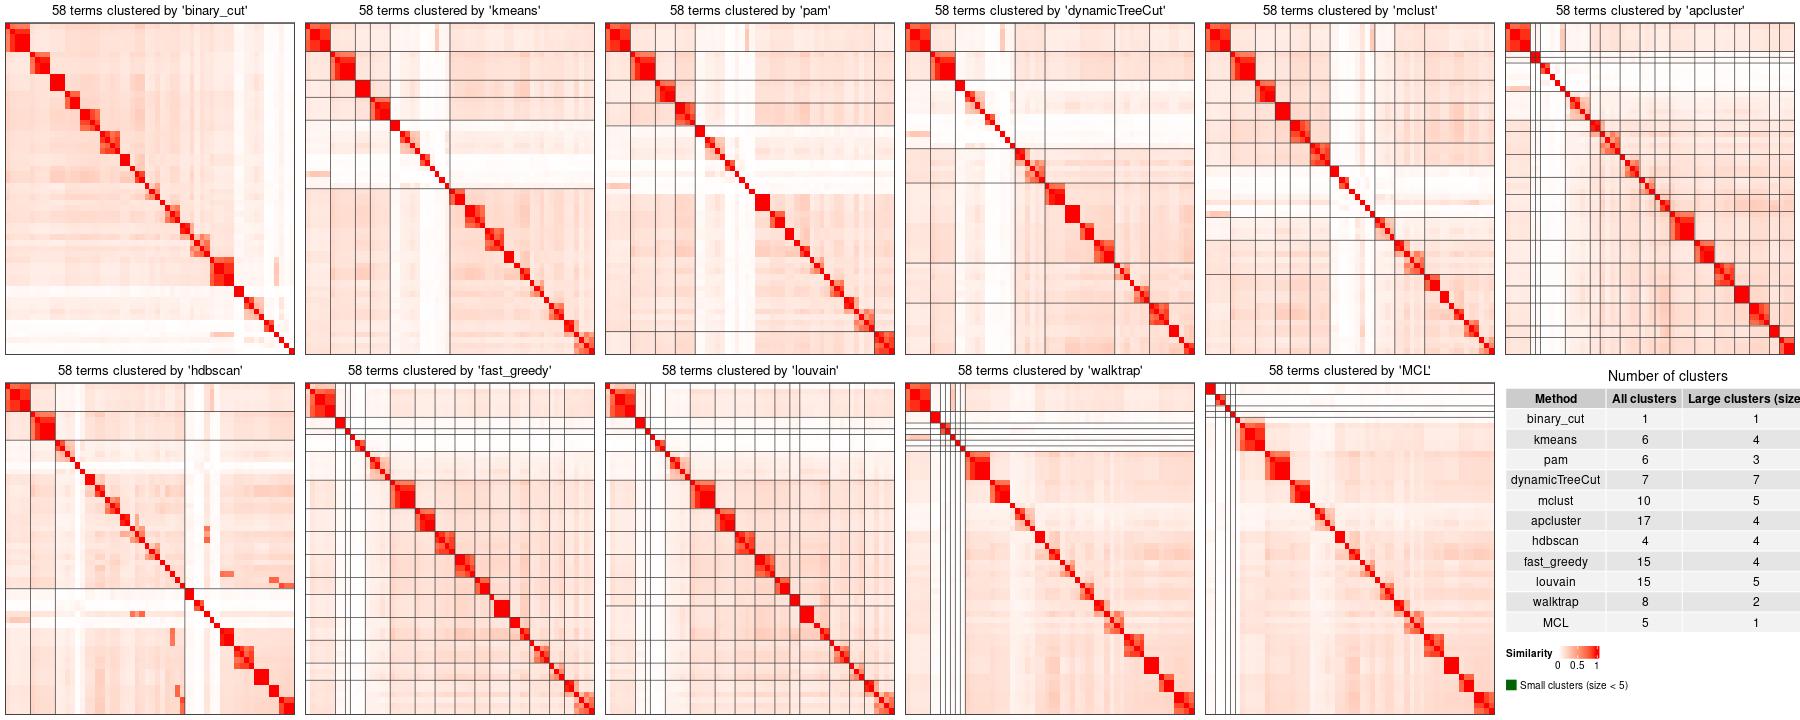 58 terms clustered by 'binary_cut'
58 terms clustered by 'kmeans'
58 terms clustered by 'pam'
58 terms clustered by 'dynamicTreeCut'
58 terms clustered by 'mclust'
58 terms clustered by 'apcluster'
58 terms clustered by 'hdbscan'
58 terms clustered by 'fast_greedy'
58 terms clustered by 'louvain'
58 terms clustered by 'walktrap'
58 terms clustered by 'MCL'
Number of clusters
Method All clusters Large clusters (size
binary_cut 1 1
kmeans 6 4
pam 6 3
dynamicTreeCut 7 7
mclust 10 5
apcluster 17 4
hdbscan 4 4
fast_greedy 15 4
louvain 15 5
walktrap 8 2
MCL 5 1
Similarity
0 0.5 1
Small clusters (size < 5)